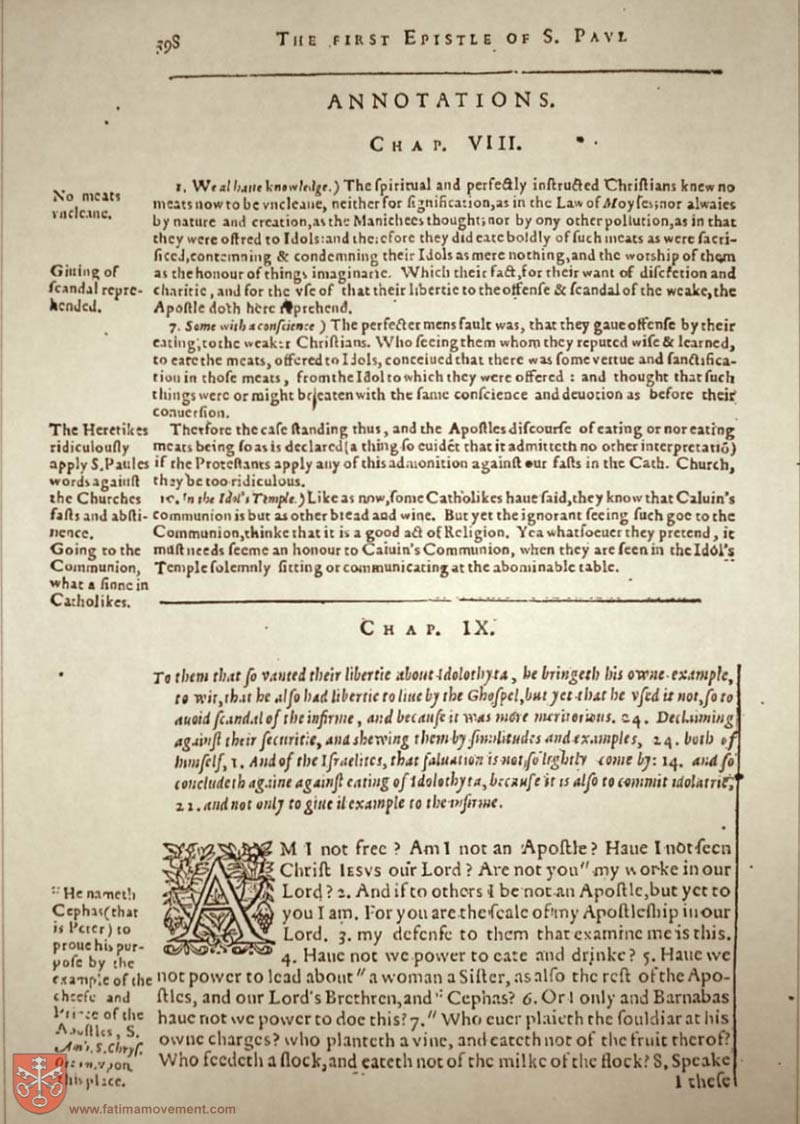 398
THE FIRST EPISTLE OF S. PAVL
ANNOTATIONS.
CHAP. VIII.
1. We al haue knowledge.) The ſpiritual and perfectly inſtructed Chriſtians knew no
meats now to be vncleane, neither for ſignification, as in the Law of Moyſes; nor alwaies
by nature and creation, as the Manichees thought; nor by ony other pollution, as in that
they were offred to Idols: and therefore they did eate boldly of ſuch meats as were ſacri-
ficed, contemning & condemning their Idols as mere nothing, and the worſhip of them
as the honour of things imaginarie. Which their fact, for their want of diſcretion and
charitie, and for the vſe of that their libertie to the offenſe & ſcandal of the weake, the
Apoſtle doth here reprehend.
7. Some with a conſcience) The perfecter mens fault was, that they gaue offenſe by their
eating, to the weaker Chriſtians. Who ſeeing them whom they reputed wiſe & learned,
to eate the meats, offered to Idols, conceiued that there was ſome vertue and ſanctifica-
tion in thoſe meats, from the Idol to which they were offered: and thought that ſuch
things were or might be eaten with the ſame conſcience and deuotion as before their
conuerſion.
Therfore the caſe ſtanding thus, and the Apoſtles diſcourſe of eating or not eating
meats being ſo as is declared (a thing ſo euidēt that it admitteth no other interpretatiō)
if the Proteſtants apply any of this admonition againſt our faſts in the Cath. Church,
they be too ridiculous.
10. In the Idol's Temple.) Like as now, ſome Catholikes haue ſaid, they know that Caluin's
communion is but as other bread and wine. But yet the ignorant ſeeing ſuch goe to the
Communion, thinke that it is a good act of Religion. Yea whatſoeuer they pretend, it
muſt needs ſeeme an honour to Caluin's Communion, when they are ſeen in the Idol's
Temple ſolemnly ſitting or communicating at the abominable table.
No meats
vncleane.
Giuing of
ſcandal repre-
hended.
The Heretikes
ridiculouſly
apply S. Paules
words againſt
the Churches
faſts and abſti-
nence.
Going to the
Communion,
what a ſinne in
Catholikes.
CHAP. IX.
To them that ſo vanted their libertie about Idolothyta, he bringeth his owne example,
to wit, that he alſo had libertie to liue by the Ghoſpel, but yet that he vſed it not, ſo to
auoid ſcandal of the infirme, and becauſe it was more meritorious. 24. Declaiming
againſt their ſecuritie, and shewing them by ſimilitudes and examples, 24. both of
himſelf, 1. And of the Iſraelites, that ſaluation is not ſo lightly come by: 14. and ſo
concludeth againe againſt eating of Idolothyta, becauſe it is alſo to commit idolatrie,
21. and not only to giue il example to the infirme.
AM I not free? Am I not an Apoſtle? Haue I not ſeen
Chriſt IESVS our Lord? Are not you" my worke in our
Lord? 2. And if to others I be not an Apoſtle, but yet to
you I am. For you are the ſeale of my Apoſtleſhip in our
Lord. 3. my defenſe to them that examine me is this.
4. Haue not we power to eate and drinke? 5. Haue we
not power to lead about" a woman a Siſter, as alſo the reſt of the Apo-
ſtles, and our Lord's Brethren, and :: Cephas? 6. Or I only and Barnabas
haue not we power to doe this? 7." Who euer plaieth the ſouldiar at his
owne charges? who planteth a vine, and eateth not of the fruit therof?
Who feedeth a flock, and eateth not of the milke of the flock? 8. Speake
I theſe
:: He nameth
Cephas (that
is Peter) to
proue his pur-
poſe by the
example of the
cheefe and
Prince of the
Apoſtles, S.
Amb. S. Chryſ.
vpon
this place.
www.fatimamovement.com